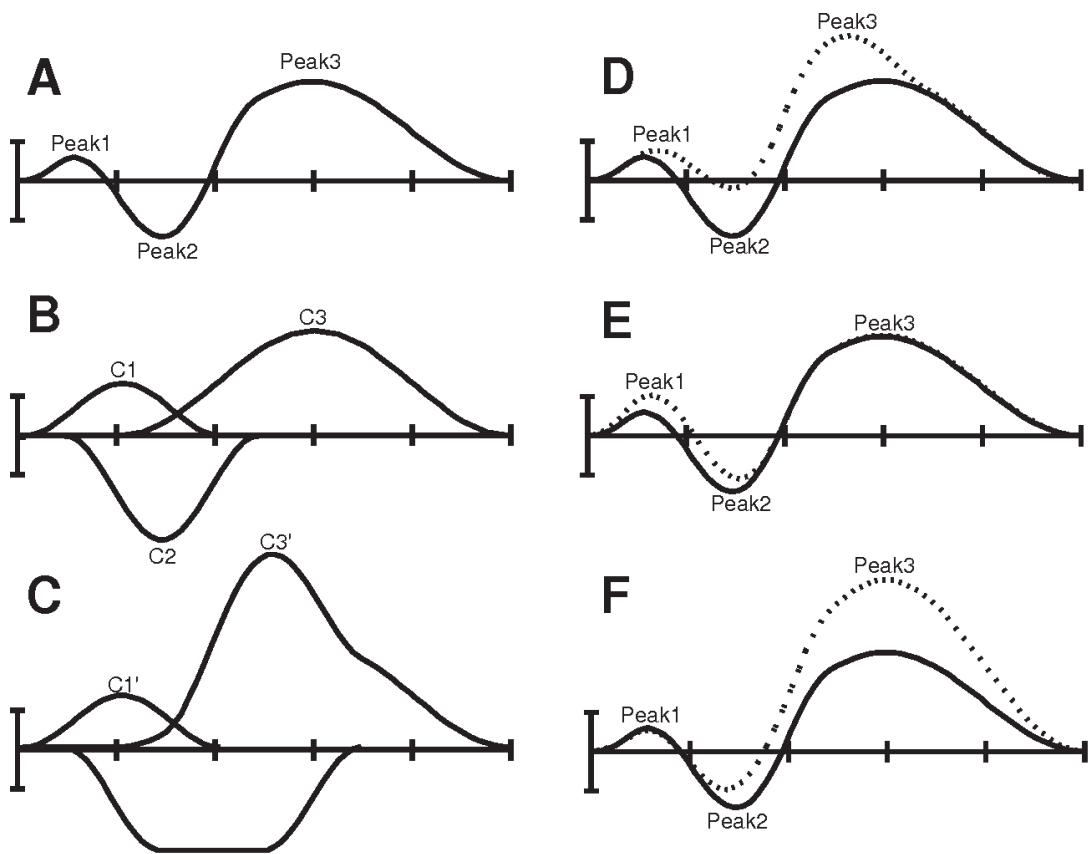 A
Peak1
Peak3
Peak2
B
C1
C3
C2
C
C1'
C3'
D
Peak1
Peak3
Peak2
E
Peak1
Peak3
Peak2
F
Peak1
Peak3
Peak2